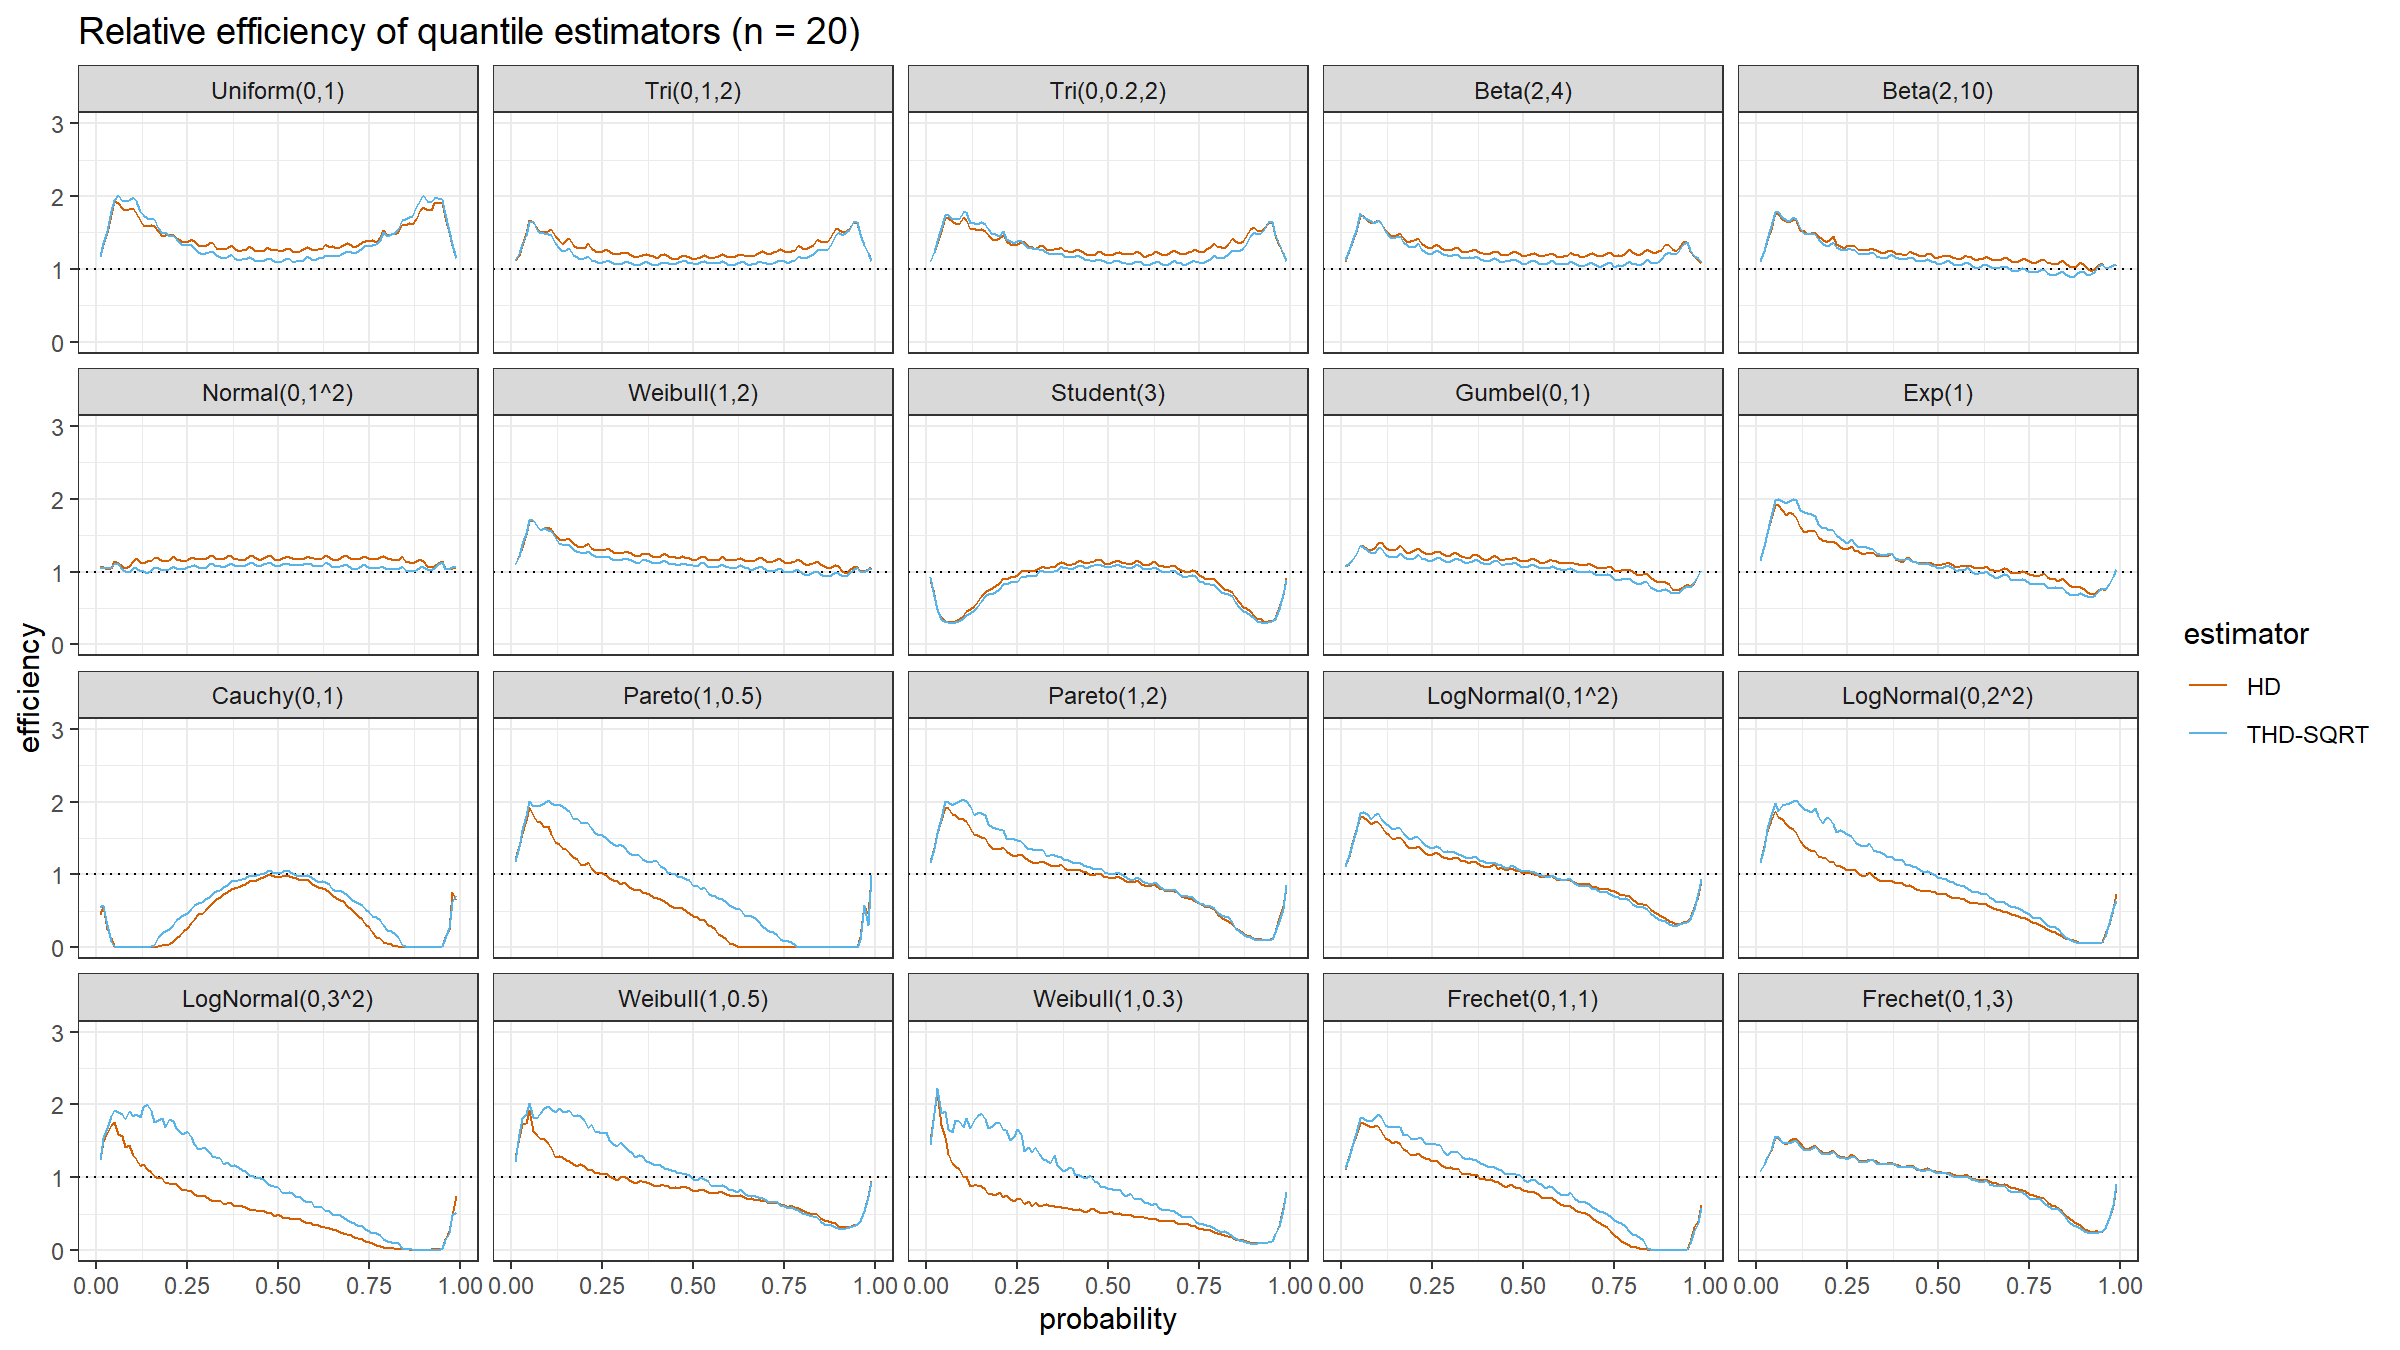 Relative efficiency of quantile estimators (n = 20)
Uniform(0,1) Tri(0,1,2) Tri(0,0.2,2) Beta(2,4) Beta(2,10)
3
2
1
0
Normal(0,1^2) Weibull(1,2) Student(3) Gumbel(0,1) Exp(1)
3
2
1
0
efficiency
estimator
HD
THD-SQRT
Cauchy(0,1) Pareto(1,0.5) Pareto(1,2) LogNormal(0,1^2) LogNormal(0,2^2)
3
2
1
0
LogNormal(0,3^2) Weibull(1,0.5) Weibull(1,0.3) Frechet(0,1,1) Frechet(0,1,3)
3
2
1
0
0.00 0.25 0.50 0.75 1.00 0.00 0.25 0.50 0.75 1.00 0.00 0.25 0.50 0.75 1.00 0.00 0.25 0.50 0.75 1.00 0.00 0.25 0.50 0.75 1.00
probability